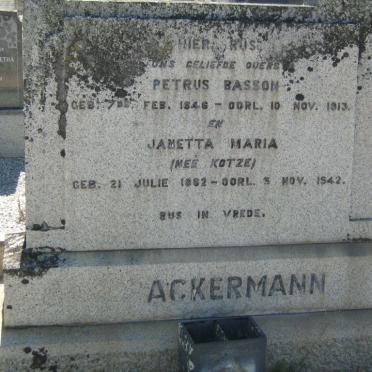 HIER RUS
ONS GELIEFDE OUERS
PETRUS BASSON
GEB. 7DE FEB. 1846 – OORL. 10 NOV. 1913.
EN
JANETTA MARIA
(NEÉ KOTZE)
GEB. 21 JULIE 1862 – OORL. 5 NOV. 1942.
RUS IN VREDE.
ACKERMANN